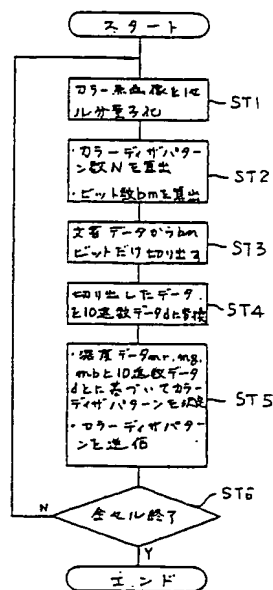 スタート
カラー原画像を1セ
ル分量子化
ST1
・カラーディザパター
ン数Nを算出
・ビット数bmを算出
ST2
文書データからbm
ビットだけ切り出す
ST3
切り出したデータ
を10進数データdに変換
ST4
・濃度データmr,mg,
mbと10進数データ
dとに基づいてカラー
ディザパターンを決定
・カラーディザパター
ンを送信
ST5
全セル終了
ST6
N
Y
エンド